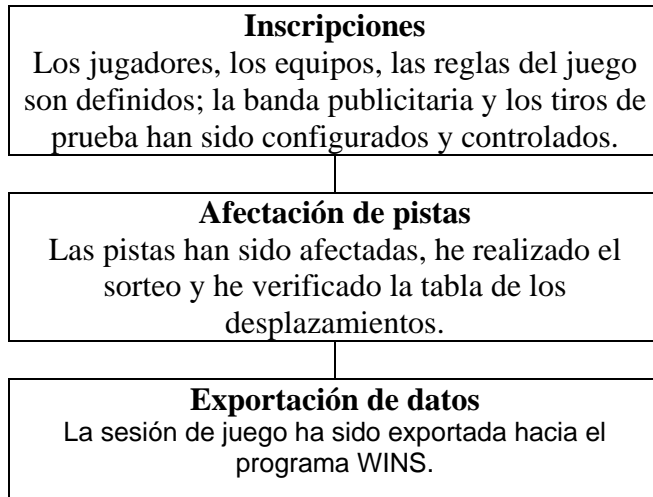 Inscripciones
Los jugadores, los equipos, las reglas del juego
son definidos; la banda publicitaria y los tiros de
prueba han sido configurados y controlados.
Afectación de pistas
Las pistas han sido afectadas, he realizado el
sorteo y he verificado la tabla de los
desplazamientos.
Exportación de datos
La sesión de juego ha sido exportada hacia el
programa WINS.